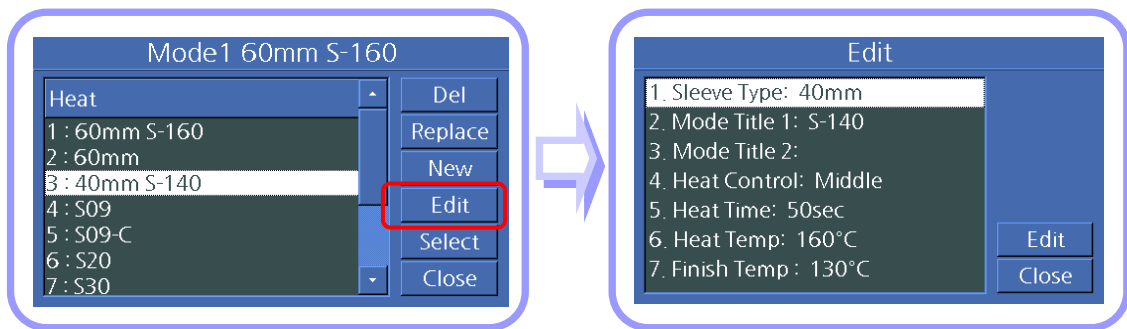 Mode1 60mm S-160
Heat
1 : 60mm S-160
2 : 60mm
3 : 40mm S-140
4 : S09
5 : S09-C
6 : S20
7 : S30
Del
Replace
New
Edit
Select
Close
Edit
1. Sleeve Type: 40mm
2. Mode Title 1: S-140
3. Mode Title 2:
4. Heat Control: Middle
5. Heat Time: 50sec
6. Heat Temp: 160°C
7. Finish Temp : 130°C
Edit
Close